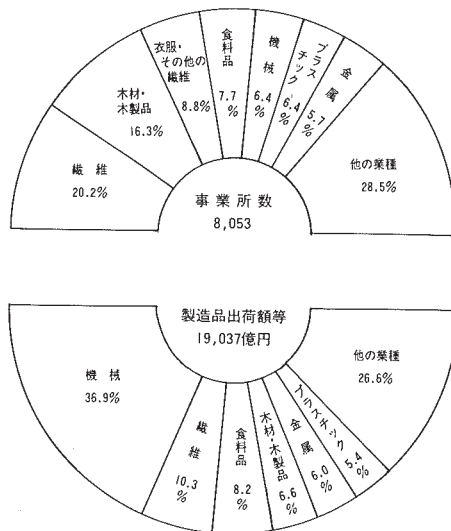 繊維
20.2%
木材・
木製品
16.3%
衣服・
その他の
繊維
8.8%
食料品
7.7
%
機械
6.4
%
プラスチック
6.4
%
金属
5.7
%
他の業種
28.5%
事業所数
8,053
製造品出荷額等
19,037億円
機械
36.9%
繊維
10.3
%
食料品
8.2
%
木材・木製品
6.6
%
金属
6.0
%
プラスチック
5.4
%
他の業種
26.6%